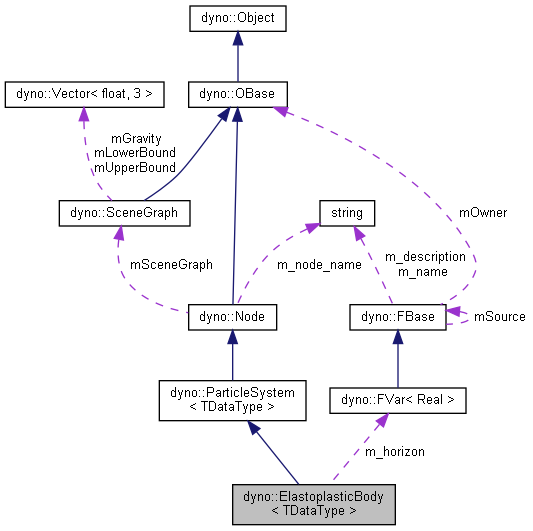 dyno::Object
dyno::Vector< float, 3 >
dyno::OBase
mGravity
mLowerBound
mUpperBound
dyno::SceneGraph
string
mOwner
mSceneGraph
m_node_name
m_description
m_name
dyno::Node
dyno::FBase
mSource
dyno::ParticleSystem
< TDataType >
dyno::FVar< Real >
m_horizon
dyno::ElastoplasticBody
< TDataType >